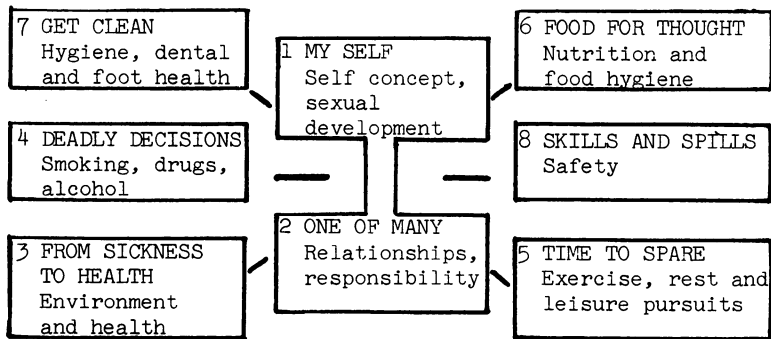 7 GET CLEAN
Hygiene, dental
and foot health
1 MY SELF
Self concept,
sexual
development
6 FOOD FOR THOUGHT
Nutrition and
food hygiene
4 DEADLY DECISIONS
Smoking, drugs,
alcohol
8 SKILLS AND SPILLS
Safety
3 FROM SICKNESS
TO HEALTH
Environment
and health
2 ONE OF MANY
Relationships,
responsibility
5 TIME TO SPARE
Exercise, rest and
leisure pursuits